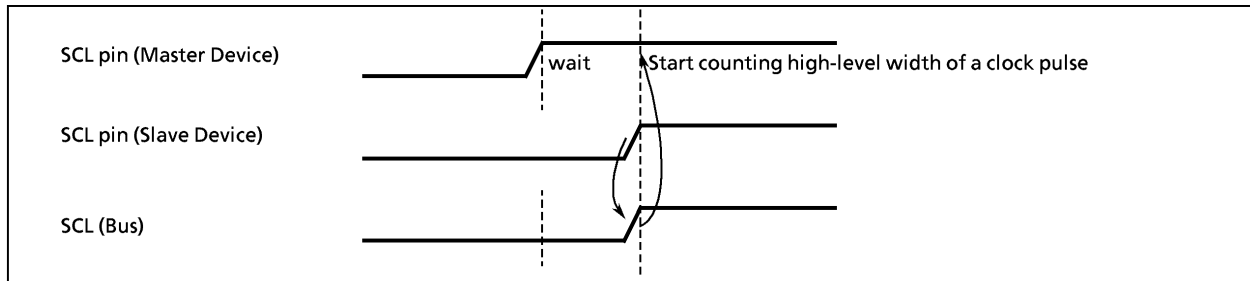 SCL pin (Master Device)
wait
Start counting high-level width of a clock pulse
SCL pin (Slave Device)
SCL (Bus)